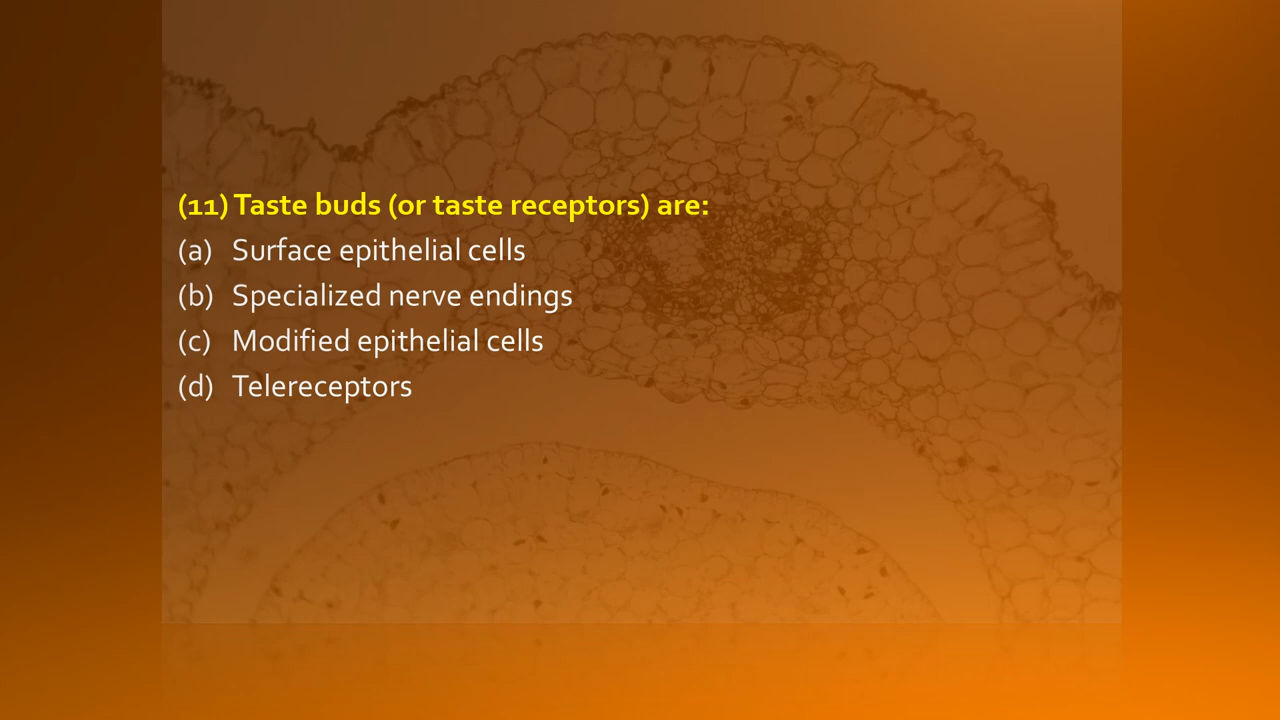 (11) Taste buds (or taste receptors) are:
(a) Surface epithelial cells
(b) Specialized nerve endings
(c) Modified epithelial cells
(d) Telereceptors